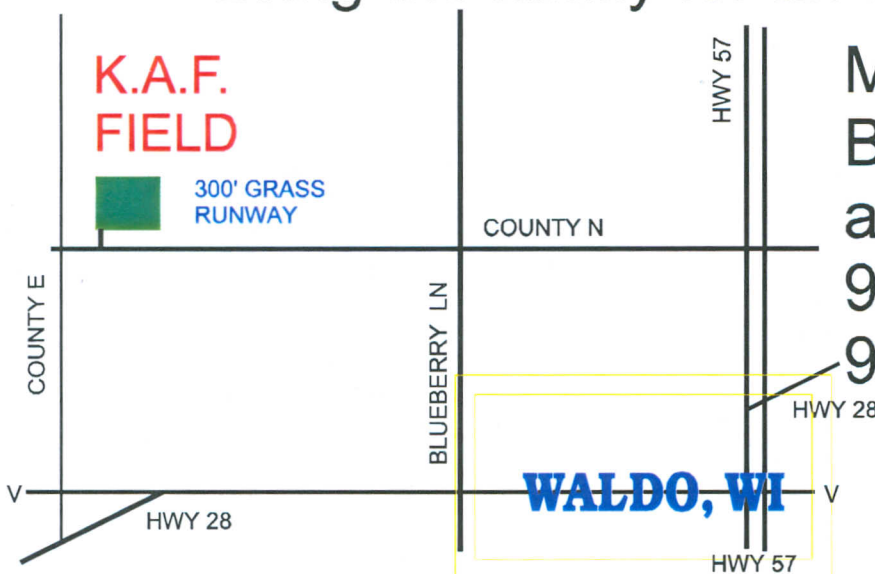 K.A.F.
FIELD
300' GRASS
RUNWAY
HWY 57
COUNTY N
COUNTY E
BLUEBERRY LN
HWY 28
V
WALDO, WI
V
HWY 28
HWY 57